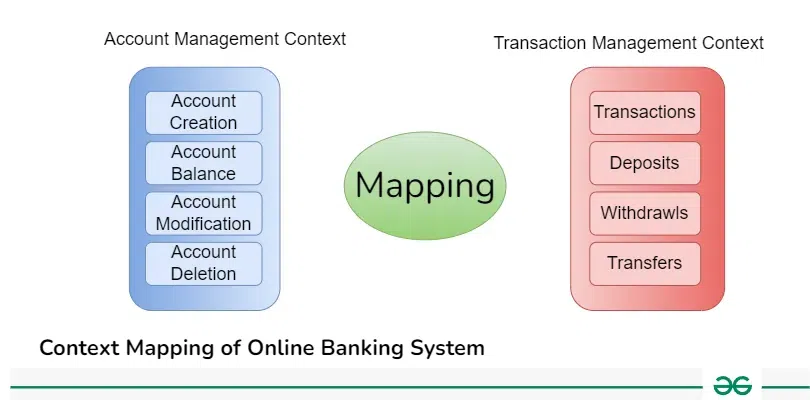 Account Management Context
Transaction Management Context
Account
Creation
Account
Balance
Account
Modification
Account
Deletion
Mapping
Transactions
Deposits
Withdrawls
Transfers
Context Mapping of Online Banking System